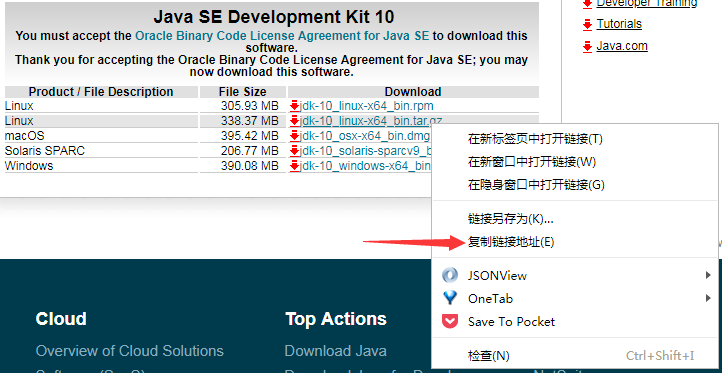 Java SE Development Kit 10
You must accept the Oracle Binary Code License Agreement for Java SE to download this
software.
Thank you for accepting the Oracle Binary Code License Agreement for Java SE; you may
now download this software.
Product / File Description File Size Download
Linux 305.93 MB jdk-10_linux-x64_bin.rpm
Linux 338.37 MB jdk-10_linux-x64_bin.tar.gz
macOS 395.42 MB jdk-10_osx-x64_bin.dmg
Solaris SPARC 206.77 MB jdk-10_solaris-sparcv9_b
Windows 390.08 MB jdk-10_windows-x64_bin
Developer Training
Tutorials
Java.com
在新标签页中打开链接(T)
在新窗口中打开链接(W)
在隐身窗口中打开链接(G)
链接另存为(K)...
复制链接地址(E)
JSONView
OneTab
Save To Pocket
检查(N) Ctrl+Shift+I
Cloud
Overview of Cloud Solutions
Top Actions
Download Java